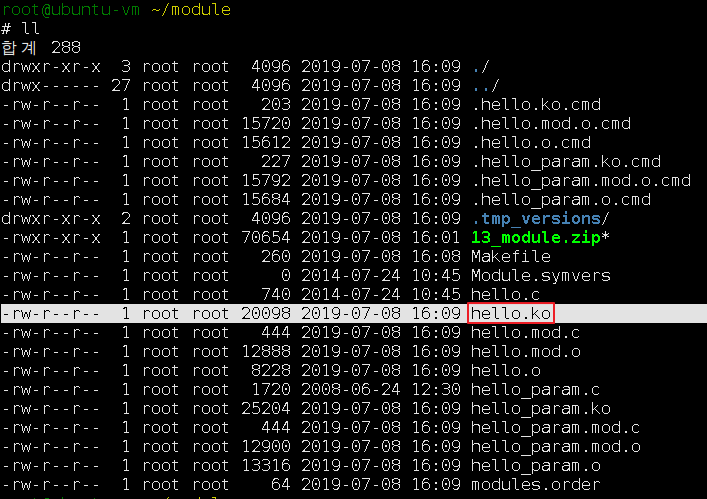 root@ubuntu-vm ~/module
# ll
합계 288
drwxr-xr-x  3 root root  4096 2019-07-08 16:09 ./
drwx------ 27 root root  4096 2019-07-08 16:09 ../
-rw-r--r--  1 root root   203 2019-07-08 16:09 .hello.ko.cmd
-rw-r--r--  1 root root 15720 2019-07-08 16:09 .hello.mod.o.cmd
-rw-r--r--  1 root root 15612 2019-07-08 16:09 .hello.o.cmd
-rw-r--r--  1 root root   227 2019-07-08 16:09 .hello_param.ko.cmd
-rw-r--r--  1 root root 15792 2019-07-08 16:09 .hello_param.mod.o.cmd
-rw-r--r--  1 root root 15684 2019-07-08 16:09 .hello_param.o.cmd
drwxr-xr-x  2 root root  4096 2019-07-08 16:09 .tmp_versions/
-rwxr-xr-x  1 root root 70654 2019-07-08 16:01 13_module.zip*
-rw-r--r--  1 root root   260 2019-07-08 16:08 Makefile
-rw-r--r--  1 root root     0 2014-07-24 10:45 Module.symvers
-rw-r--r--  1 root root   740 2014-07-24 10:45 hello.c
-rw-r--r--  1 root root 20098 2019-07-08 16:09 hello.ko
-rw-r--r--  1 root root   444 2019-07-08 16:09 hello.mod.c
-rw-r--r--  1 root root 12888 2019-07-08 16:09 hello.mod.o
-rw-r--r--  1 root root  8228 2019-07-08 16:09 hello.o
-rw-r--r--  1 root root  1720 2008-06-24 12:30 hello_param.c
-rw-r--r--  1 root root 25204 2019-07-08 16:09 hello_param.ko
-rw-r--r--  1 root root   444 2019-07-08 16:09 hello_param.mod.c
-rw-r--r--  1 root root 12900 2019-07-08 16:09 hello_param.mod.o
-rw-r--r--  1 root root 13316 2019-07-08 16:09 hello_param.o
-rw-r--r--  1 root root    64 2019-07-08 16:09 modules.order